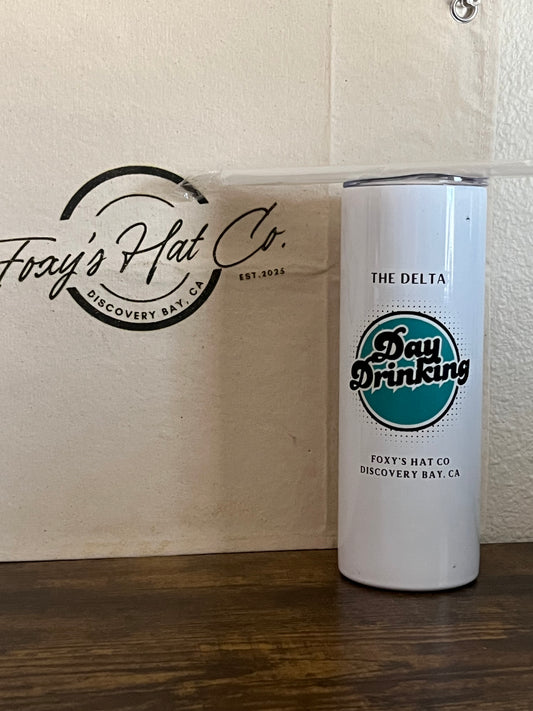 Foxy's Hat Co.
EST.2025
DISCOVERY BAY, CA
THE DELTA
Day
Drinking
FOXY'S HAT CO
DISCOVERY BAY, CA